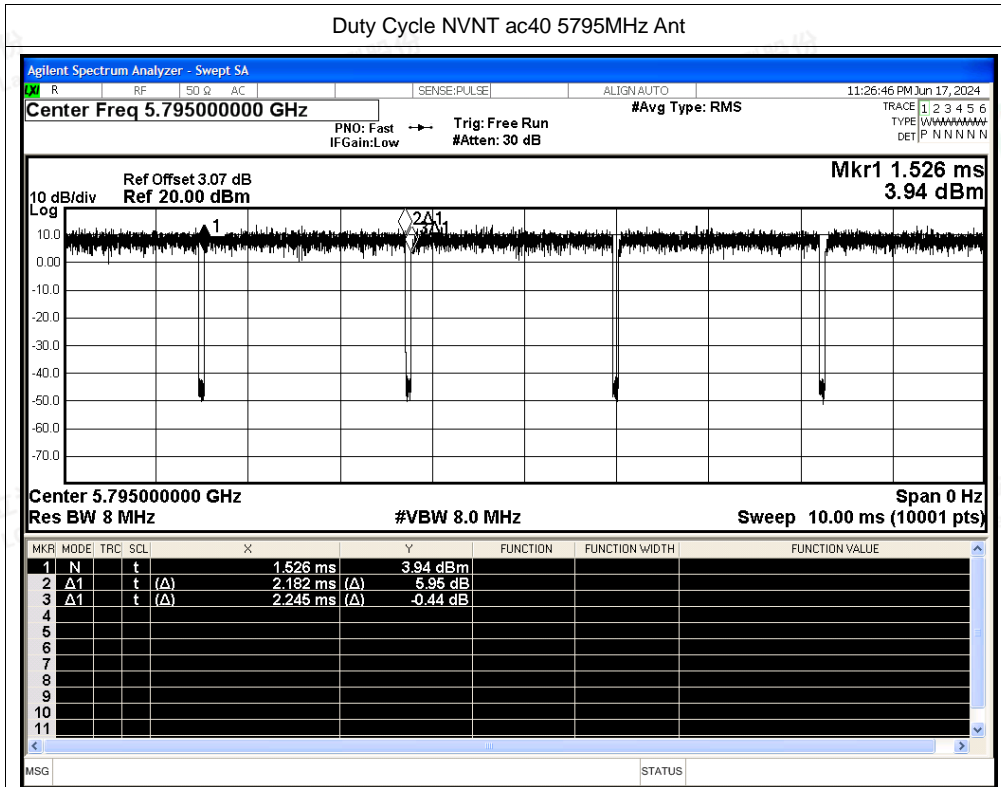 Duty Cycle NVNT ac40 5795MHz Ant
Agilent Spectrum Analyzer - Swept SA
LXI R RF 50 Ω AC SENSE:PULSE ALIGN AUTO 11:26:46 PM Jun 17, 2024
Center Freq 5.795000000 GHz #Avg Type: RMS TRACE 1 2 3 4 5 6
PNO: Fast Trig: Free Run TYPE WWWWWW
IFGain:Low #Atten: 30 dB DET P N N N N N
Mkr1 1.526 ms
Ref Offset 3.07 dB
10 dB/div Ref 20.00 dBm 3.94 dBm
Log
1 2Δ1
3Δ1
10.0
0.00
-10.0
-20.0
-30.0
-40.0
-50.0
-60.0
-70.0
Center 5.795000000 GHz Span 0 Hz
Res BW 8 MHz #VBW 8.0 MHz Sweep 10.00 ms (10001 pts)
MKR MODE TRC SCL X Y FUNCTION FUNCTION WIDTH FUNCTION VALUE
1 N t 1.526 ms 3.94 dBm
2 Δ1 t (Δ) 2.182 ms (Δ) 5.95 dB
3 Δ1 t (Δ) 2.245 ms (Δ) -0.44 dB
4
5
6
7
8
9
10
11
MSG STATUS